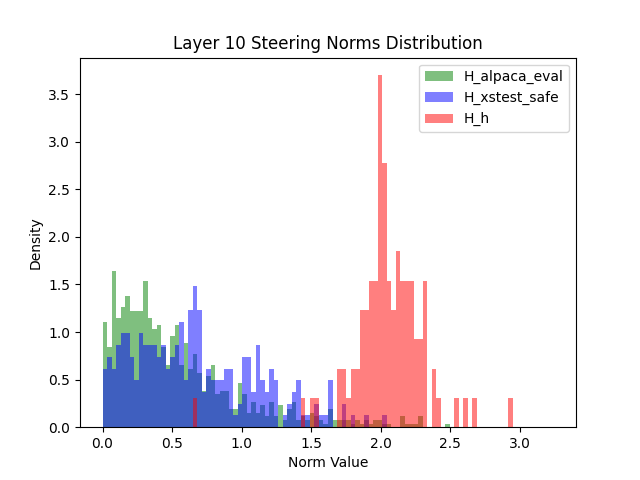 Layer 10 Steering Norms Distribution
H_alpaca_eval
H_xstest_safe
H_h
3.5
3.0
2.5
2.0
1.5
1.0
0.5
0.0
Density
0.0 0.5 1.0 1.5 2.0 2.5 3.0
Norm Value